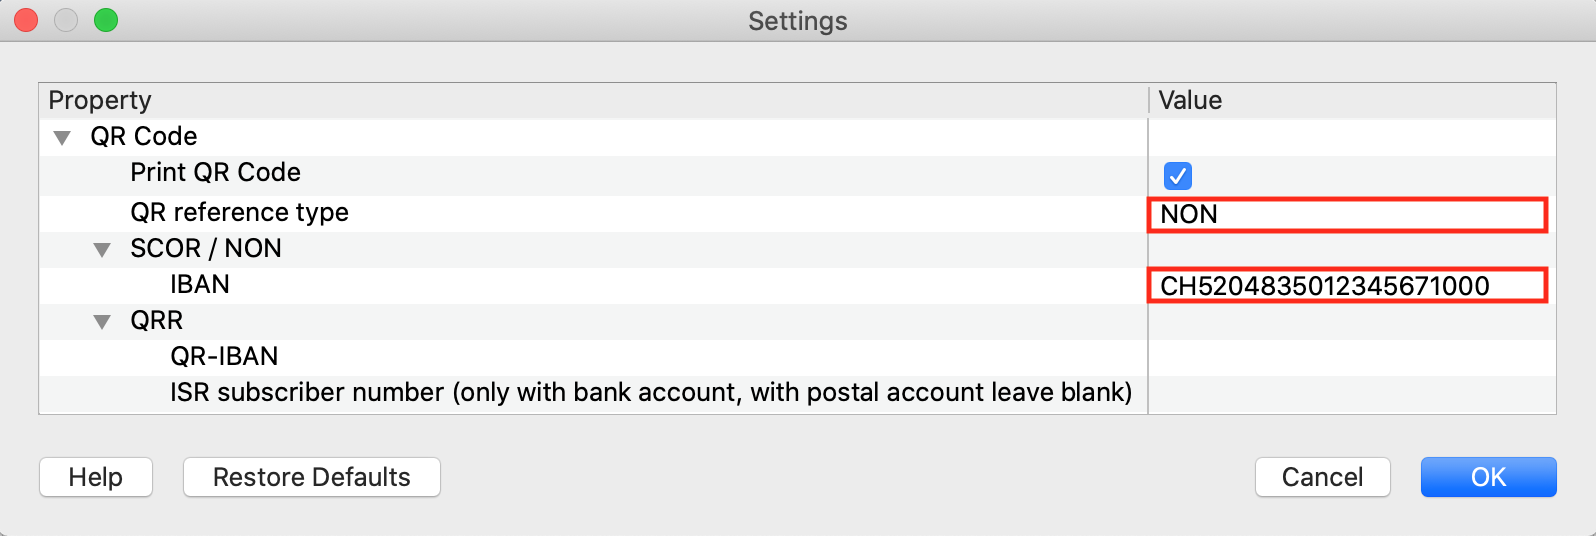 Settings
Property Value
QR Code
Print QR Code
QR reference type NON
SCOR / NON
IBAN CH5204835012345671000
QRR
QR-IBAN
ISR subscriber number (only with bank account, with postal account leave blank)
Help Restore Defaults Cancel OK